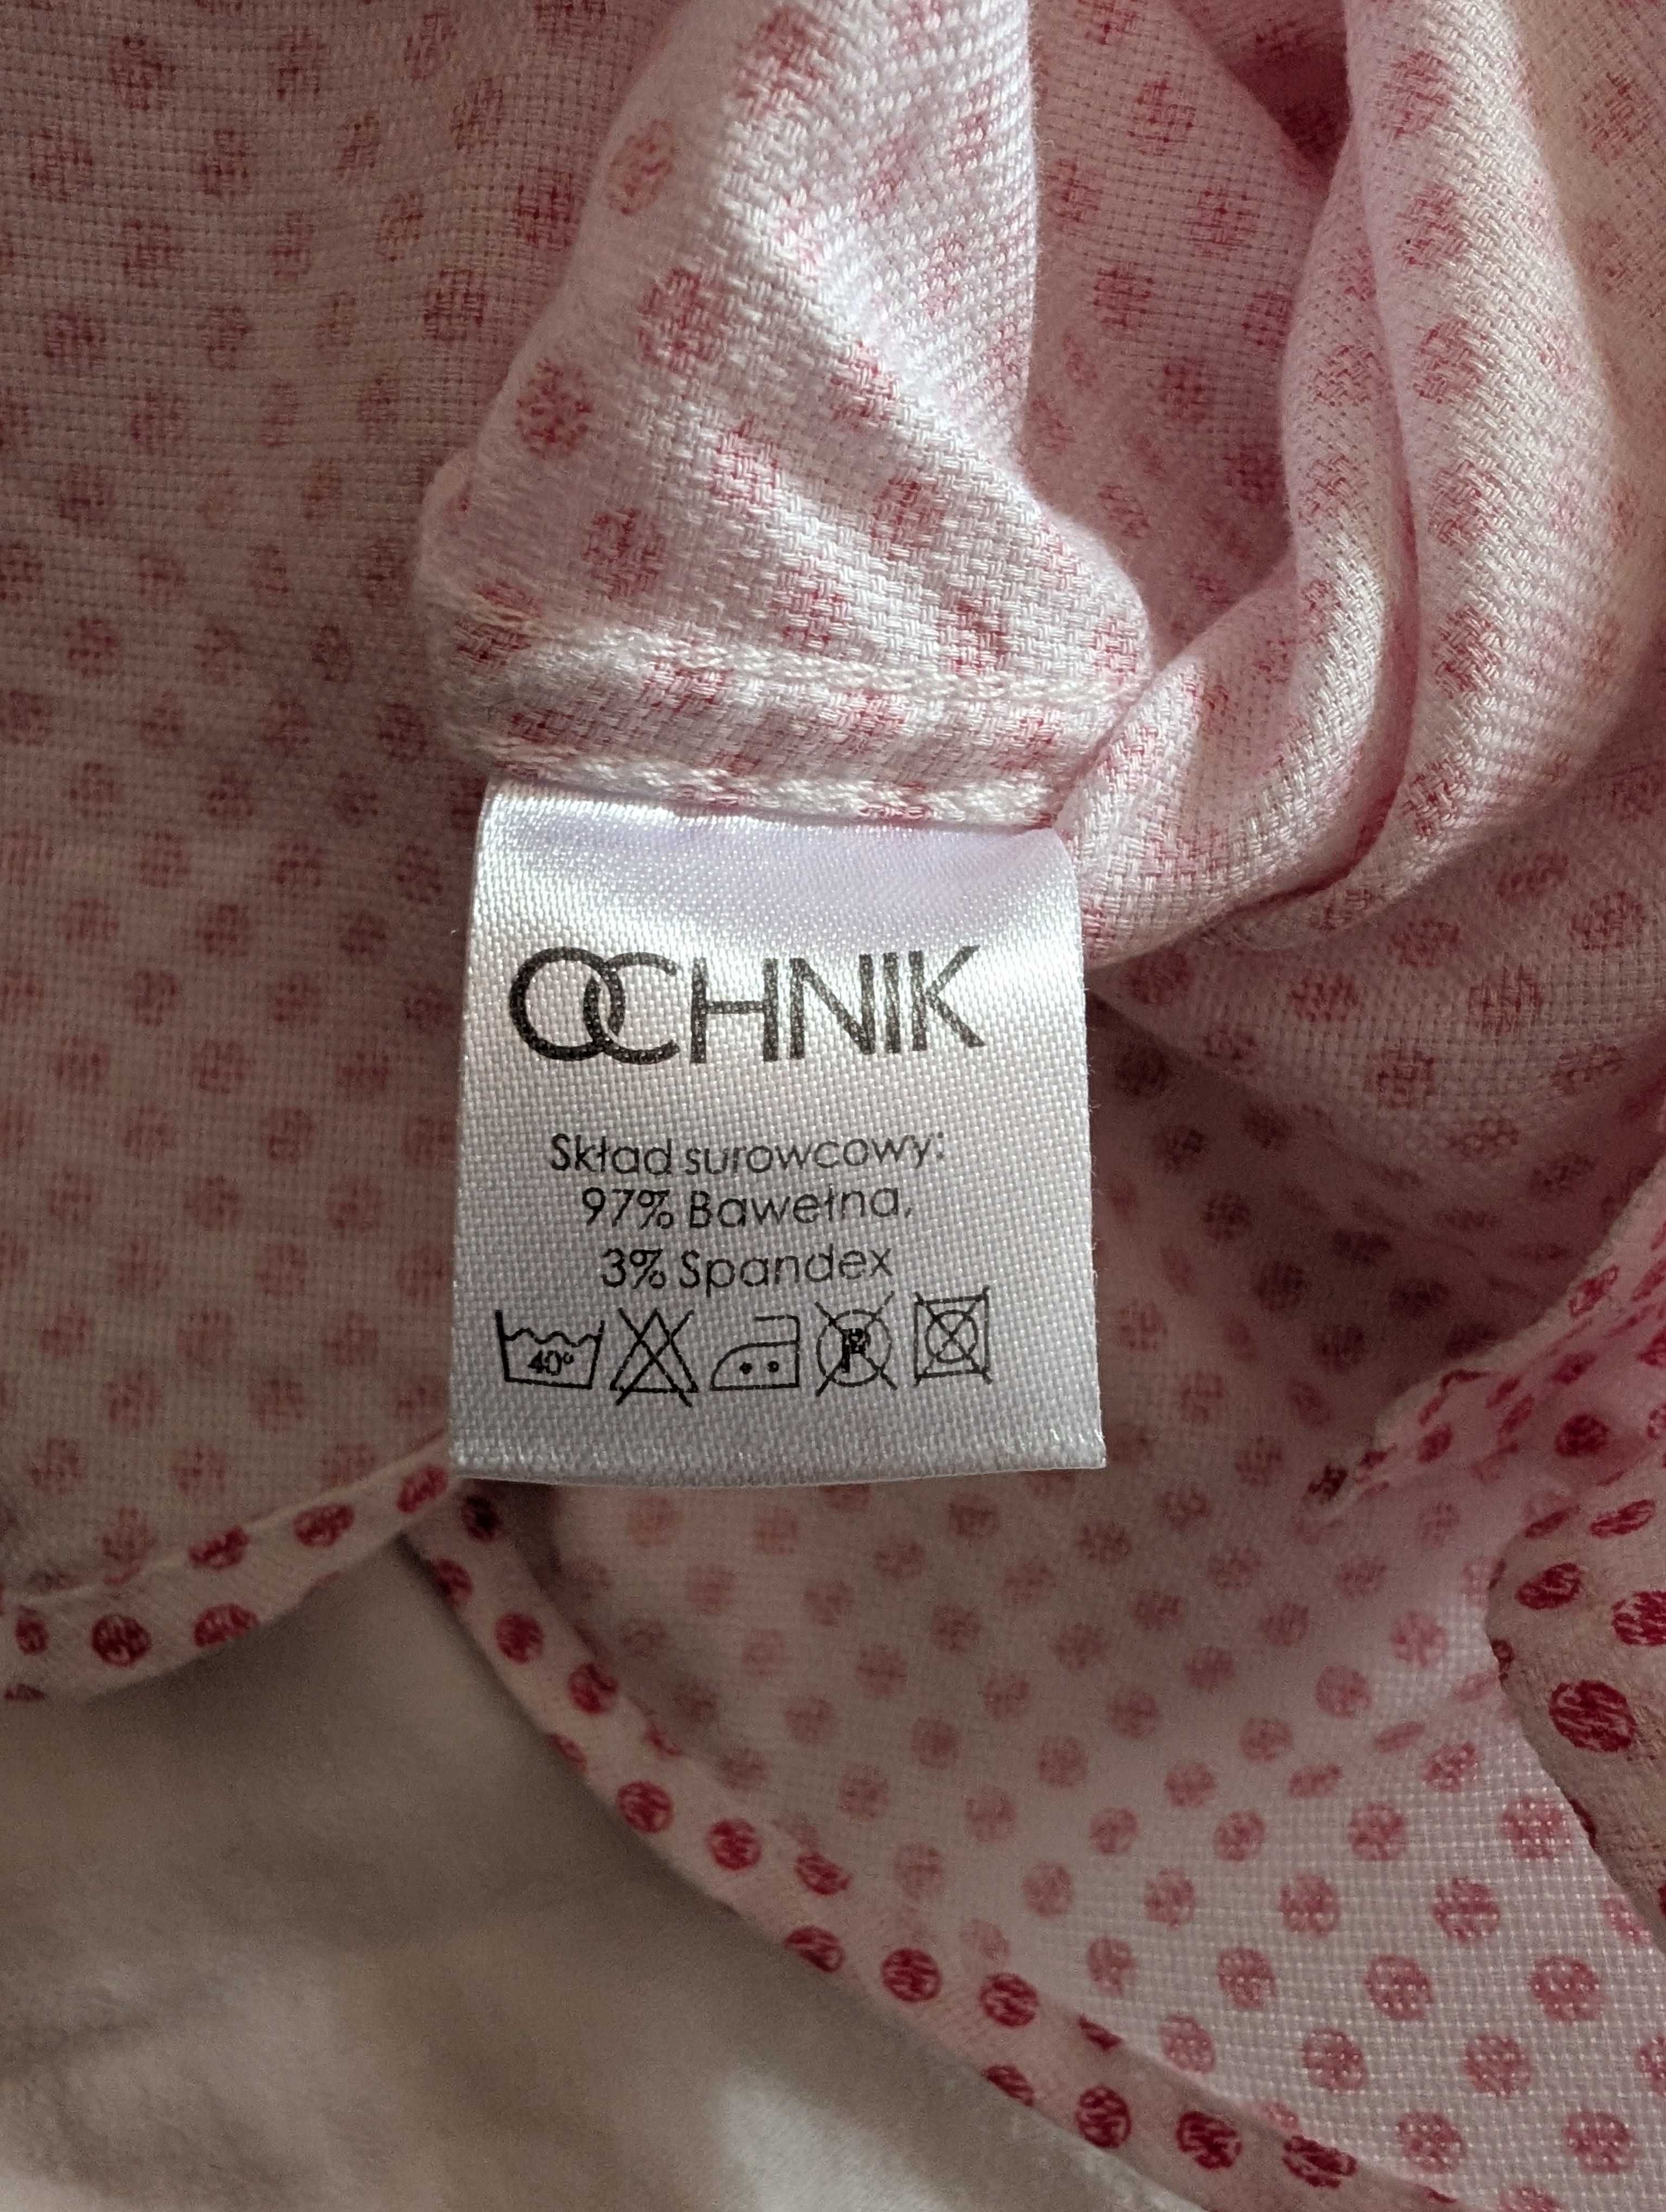 OCHNIK
Skład surowcowy:
97% Bawełna,
3% Spandex
40° P